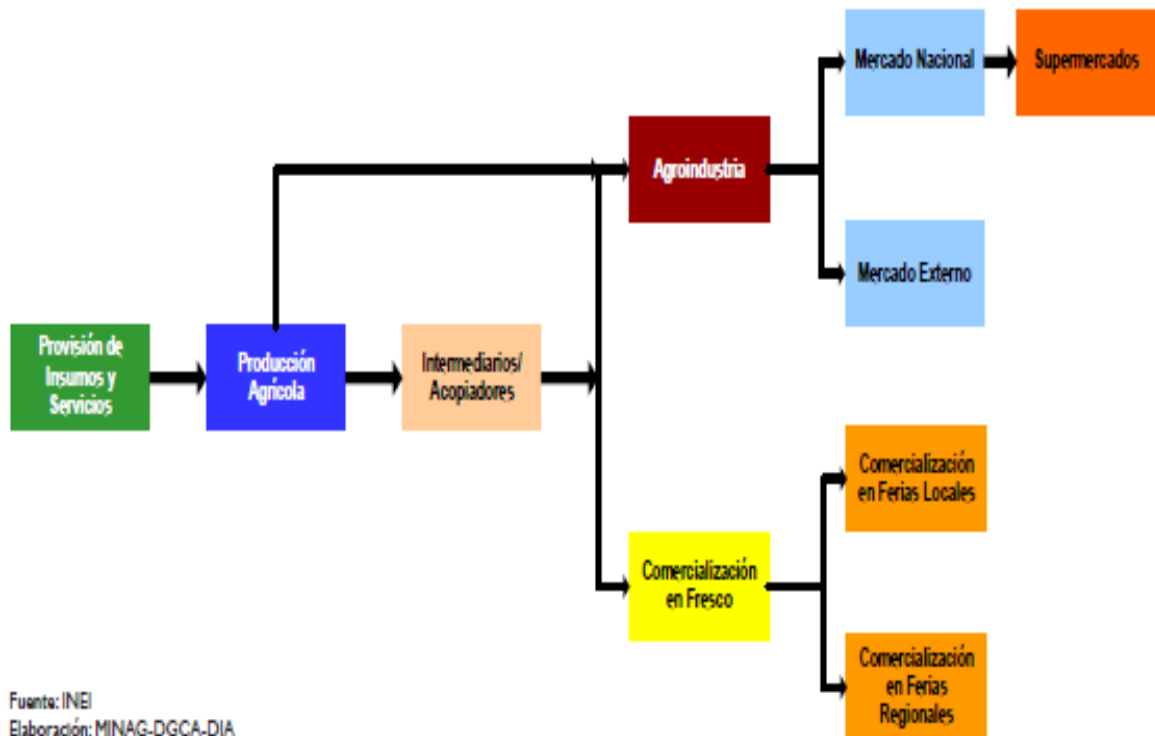 Mercado Nacional
Supermercados
Agroindustria
Mercado Externo
Provisión de
Insumos y
Servicios
Producción
Agrícola
Intermediarios/
Acopiadores
Comercialización
en Ferias Locales
Comercialización
en Fresco
Comercialización
en Ferias
Regionales
Fuente: INEI
Elaboración: MINAG-DGCA-DIA